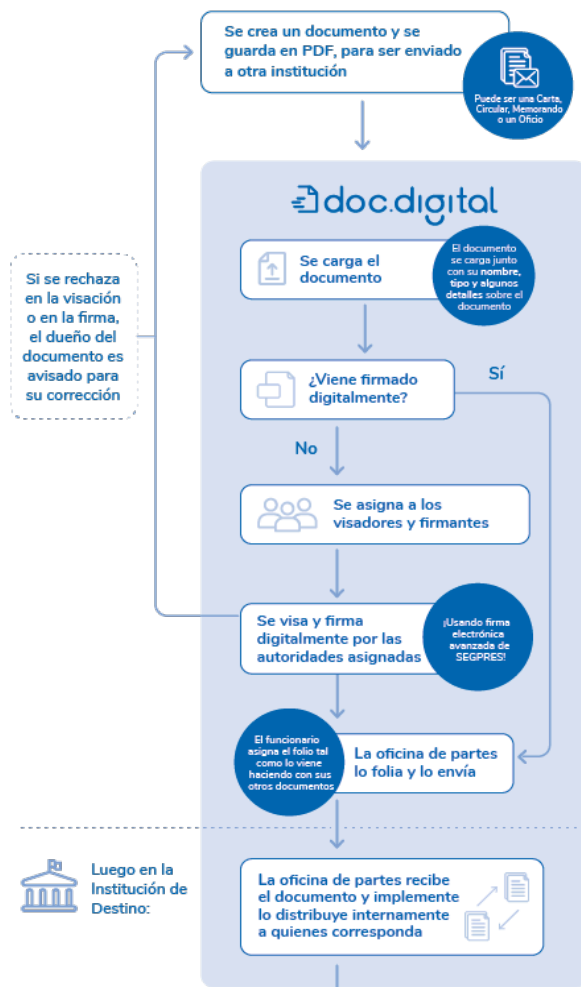 Se crea un documento y se
guarda en PDF, para ser enviado
a otra institución
Puede ser una Carta,
Circular, Memorando
o un Oficio
doc.digital
Se carga el
documento
El documento
se carga junto
con su nombre,
tipo y algunos
detalles sobre el
documento
Si se rechaza
en la visación
o en la firma,
el dueño del
documento es
avisado para
su corrección
¿Viene firmado
digitalmente?
Sí
No
Se asigna a los
visadores y firmantes
Se visa y firma
digitalmente por las
autoridades asignadas
¡Usando firma
electrónica
avanzada de
SEGPRES!
El funcionario
asigna el folio tal
como lo viene
haciendo con sus
otros documentos
La oficina de partes
lo folia y lo envía
Luego en la
Institución de
Destino:
La oficina de partes recibe
el documento y implemente
lo distribuye internamente
a quienes corresponda